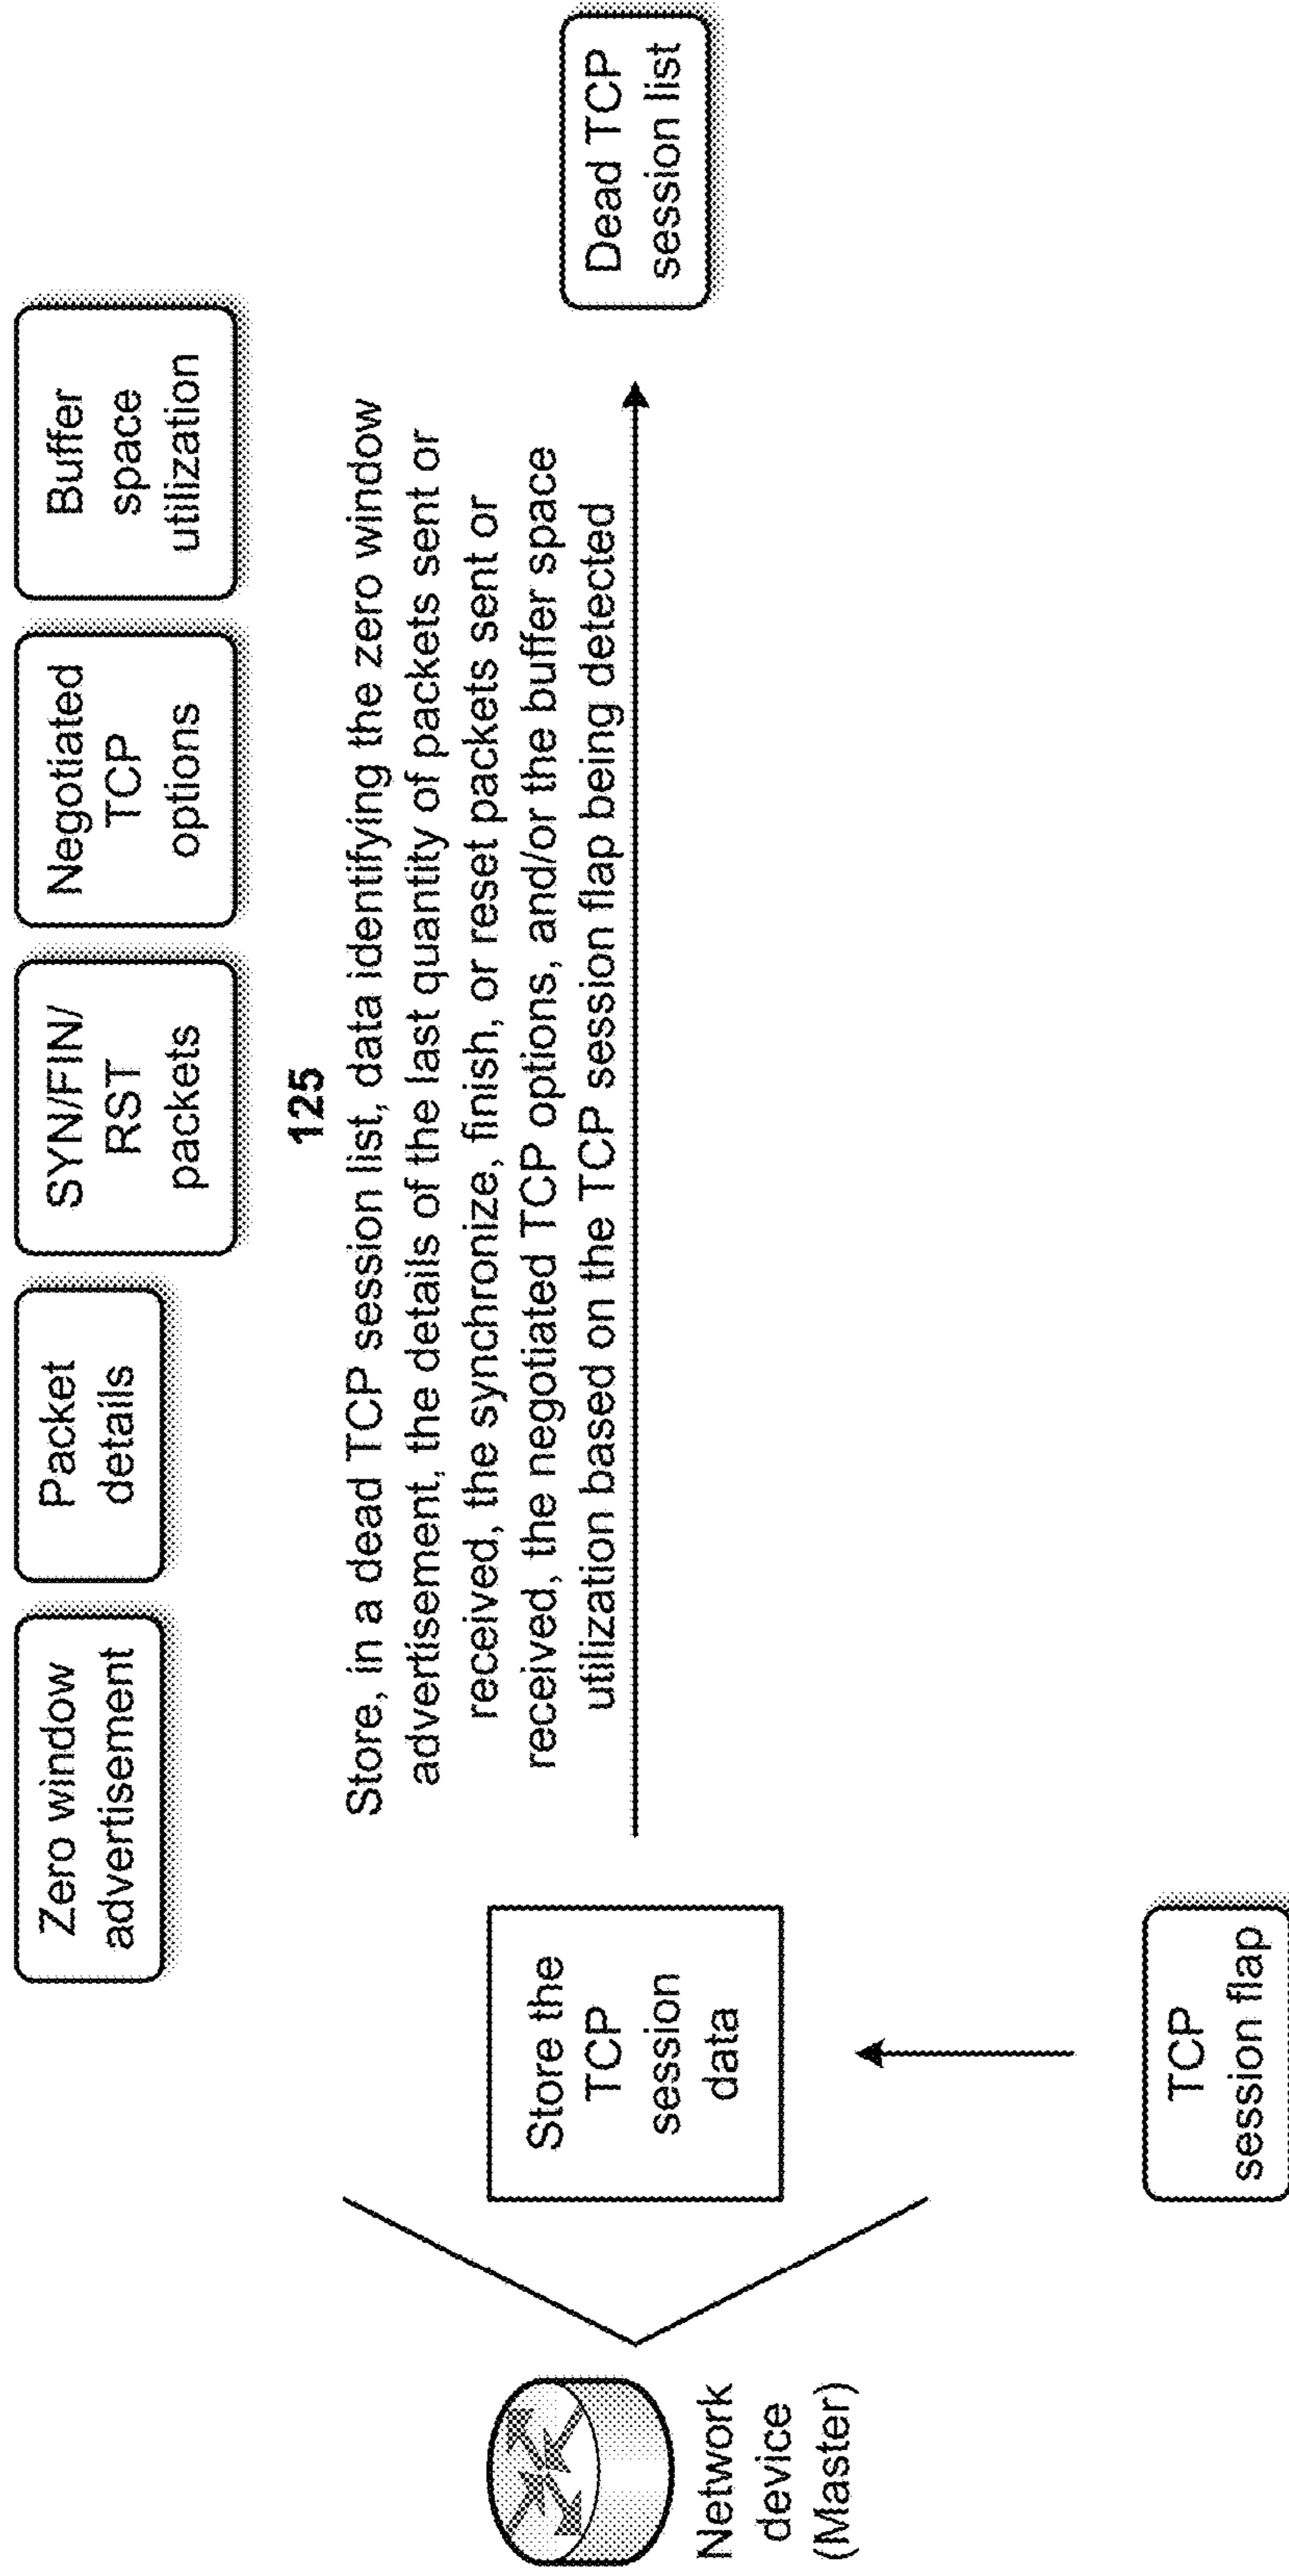 Zero window
advertisement
Packet
details
SYN/FIN/
RST
packets
Negotiated
TCP
options
Buffer
space
utilization
125
Store, in a dead TCP session list, data identifying the zero window
advertisement, the details of the last quantity of packets sent or
received, the synchronize, finish, or reset packets sent or
received, the negotiated TCP options, and/or the buffer space
utilization based on the TCP session flap being detected
Network
device
(Master)
Store the
TCP
session
data
Dead TCP
session list
TCP
session flap